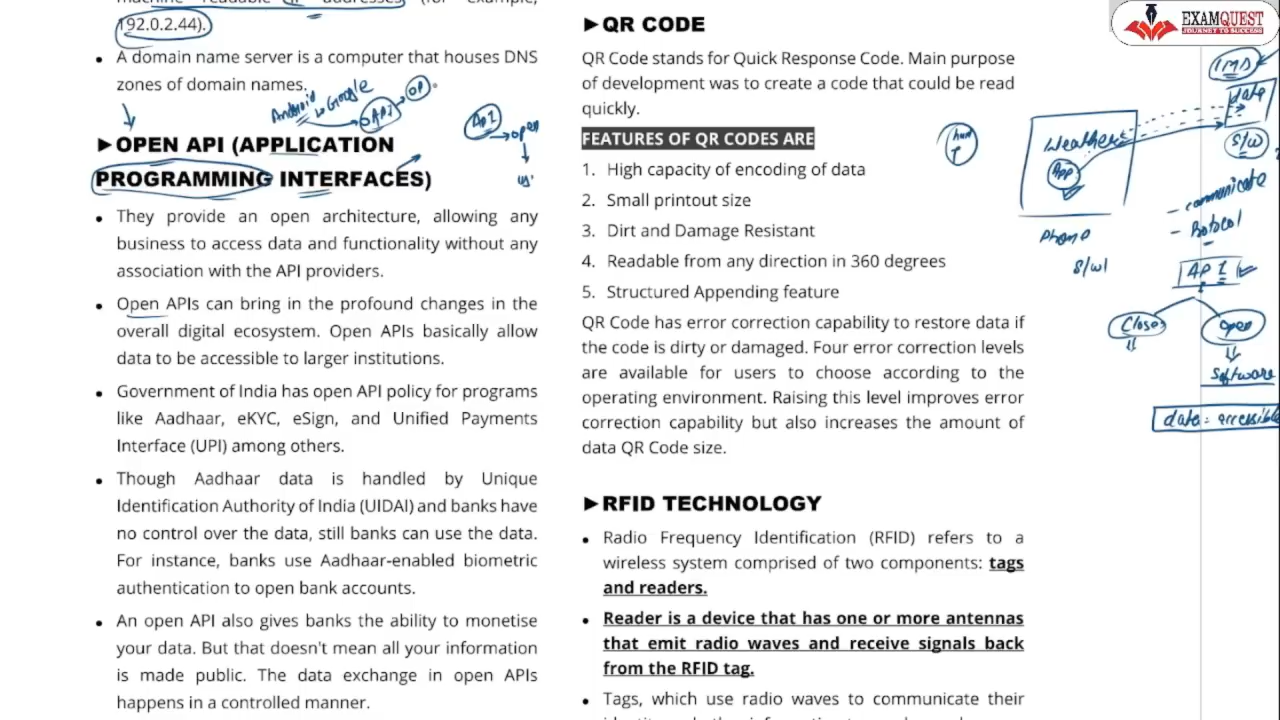 machine readable IP addresses (for example,
192.0.2.44).
• A domain name server is a computer that houses DNS
zones of domain names.
Android
Google
API
open
►OPEN API (APPLICATION
PROGRAMMING INTERFACES)
• They provide an open architecture, allowing any
business to access data and functionality without any
association with the API providers.
• Open APIs can bring in the profound changes in the
overall digital ecosystem. Open APIs basically allow
data to be accessible to larger institutions.
• Government of India has open API policy for programs
like Aadhaar, eKYC, eSign, and Unified Payments
Interface (UPI) among others.
• Though Aadhaar data is handled by Unique
Identification Authority of India (UIDAI) and banks have
no control over the data, still banks can use the data.
For instance, banks use Aadhaar-enabled biometric
authentication to open bank accounts.
• An open API also gives banks the ability to monetise
your data. But that doesn't mean all your information
is made public. The data exchange in open APIs
happens in a controlled manner.
►QR CODE
QR Code stands for Quick Response Code. Main purpose
of development was to create a code that could be read
quickly.
FEATURES OF QR CODES ARE
1. High capacity of encoding of data
2. Small printout size
3. Dirt and Damage Resistant
4. Readable from any direction in 360 degrees
5. Structured Appending feature
QR Code has error correction capability to restore data if
the code is dirty or damaged. Four error correction levels
are available for users to choose according to the
operating environment. Raising this level improves error
correction capability but also increases the amount of
data QR Code size.
►RFID TECHNOLOGY
• Radio Frequency Identification (RFID) refers to a
wireless system comprised of two components: tags
and readers.
• Reader is a device that has one or more antennas
that emit radio waves and receive signals back
from the RFID tag.
• Tags, which use radio waves to communicate their
EXAMQUEST
JOURNEY TO SUCCESS
IMD
data
S/W
Weather
App
Phone
S/W
- communicate
- Protocol
API
Close
open
software
data = accessible